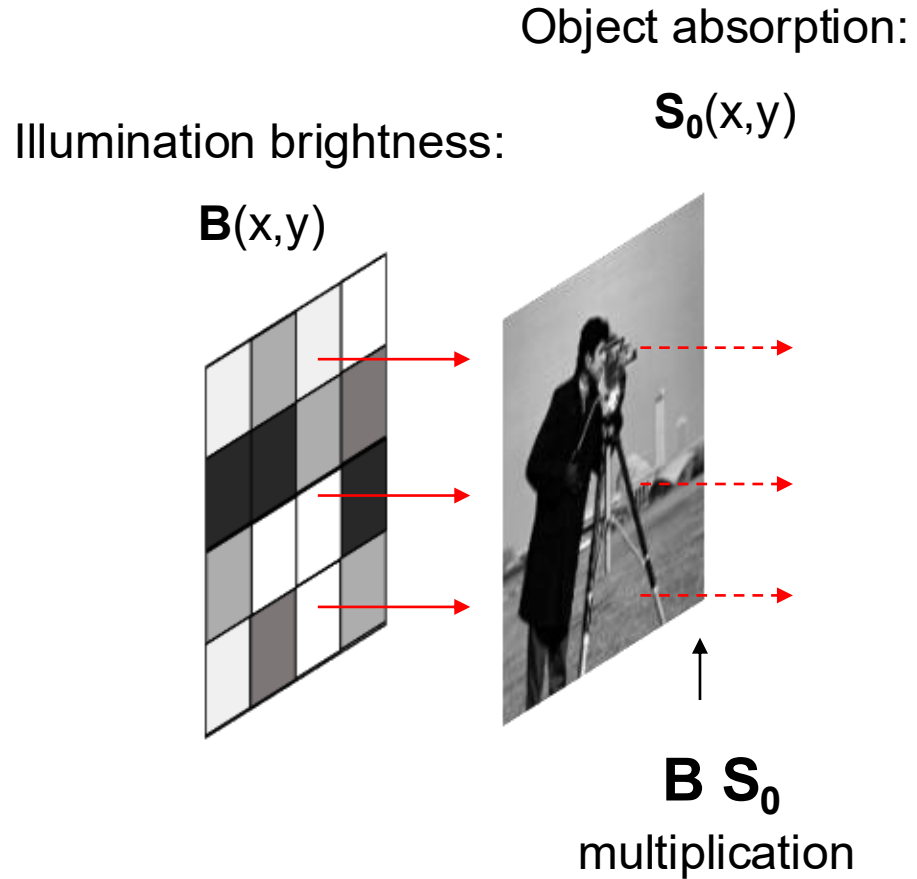 Object absorption:
S₀(x,y)
Illumination brightness:
B(x,y)
B S₀
multiplication